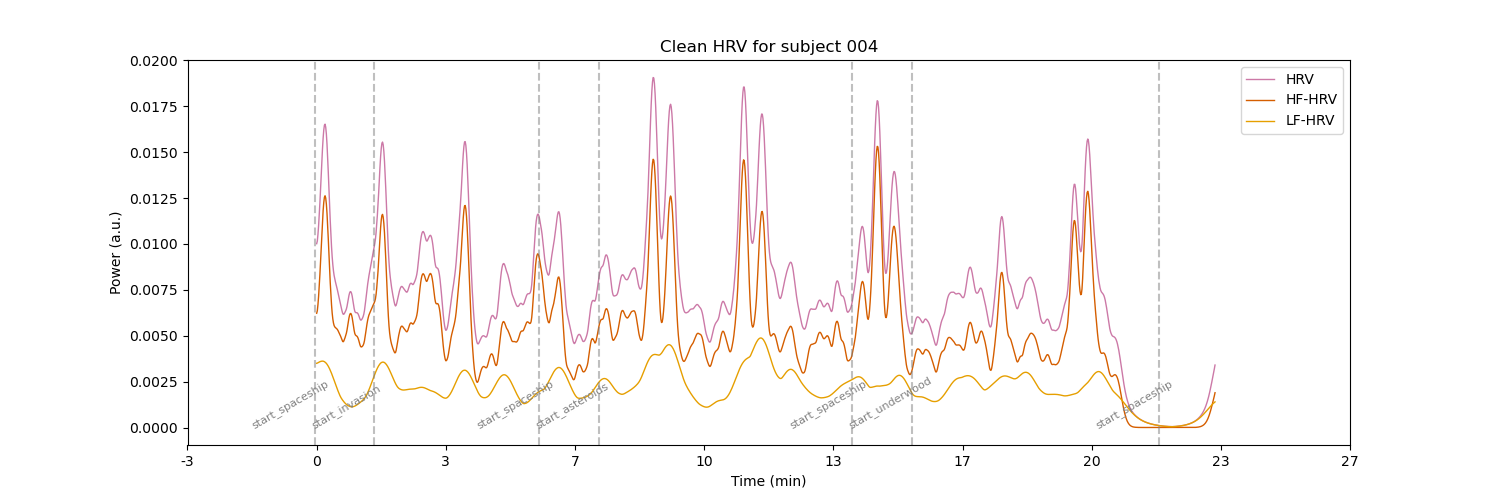 Clean HRV for subject 004
0.0200
0.0175
0.0150
0.0125
0.0100
0.0075
0.0050
0.0025
0.0000
Power (a.u.)
HRV
HF-HRV
LF-HRV
start_spaceship
start_invasion
start_spaceship
start_asteroids
start_spaceship
start_underwood
start_spaceship
-3 0 3 7 10 13 17 20 23 27
Time (min)